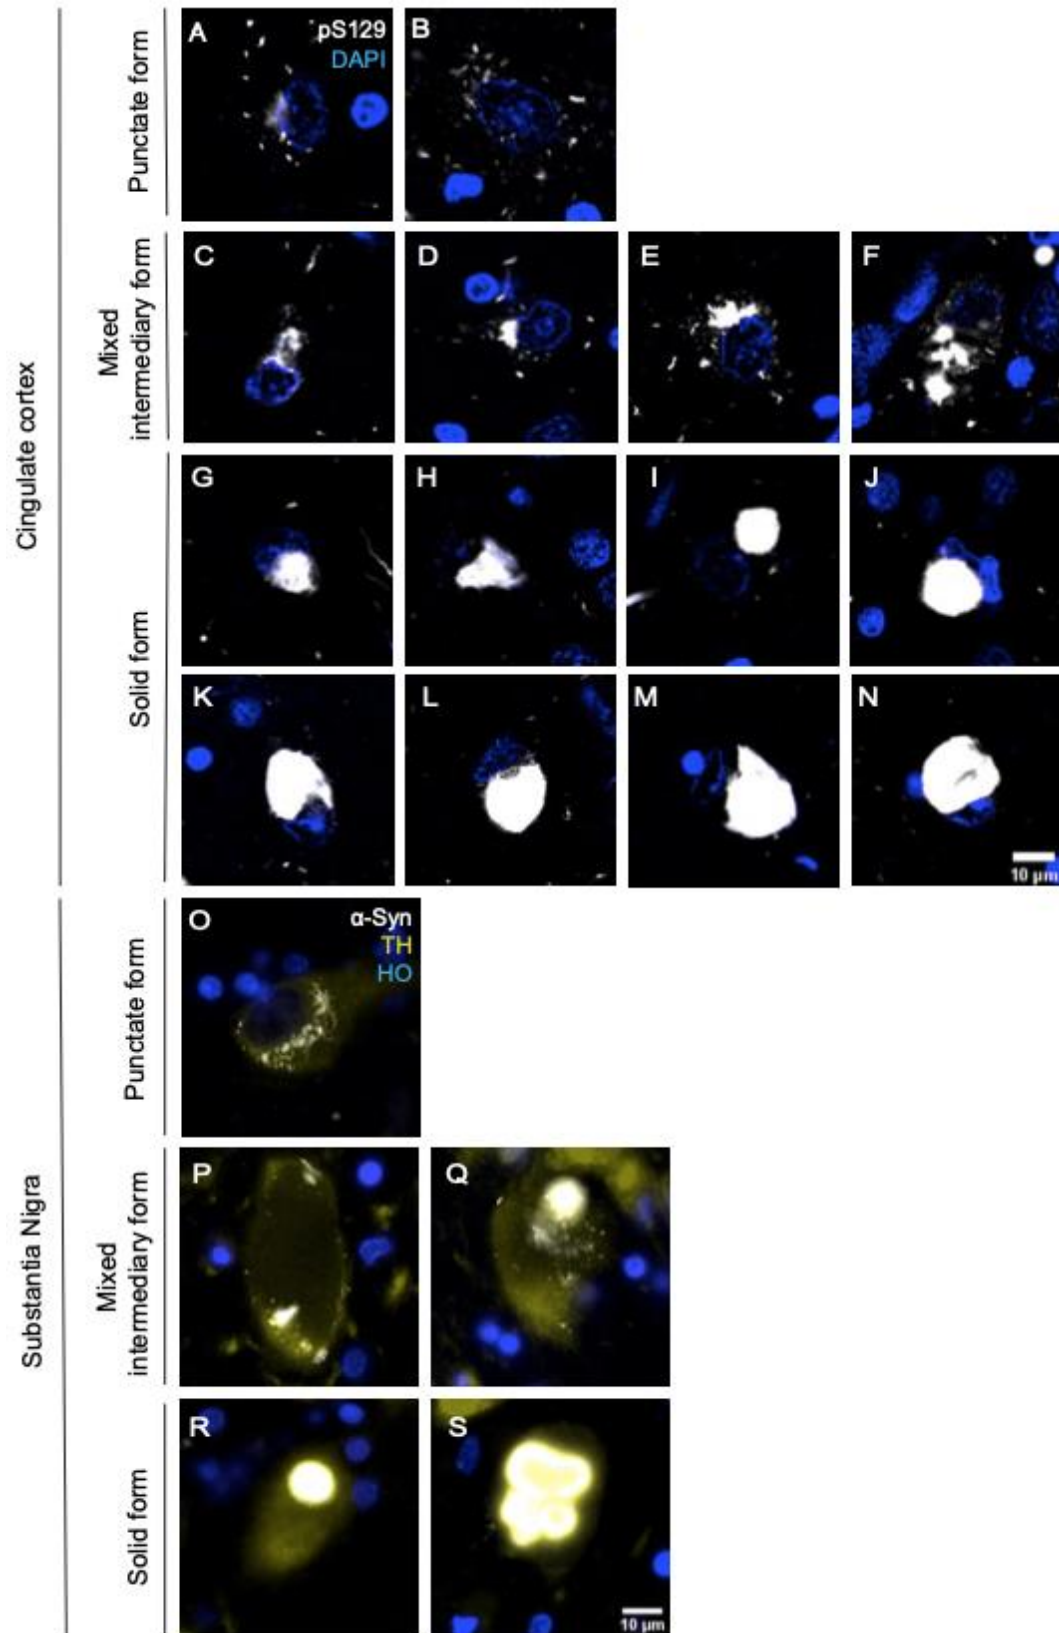 Cingulate cortex
Punctate form
A
pS129
DAPI
B
Mixed
intermediary form
C
D
E
F
Solid form
G
H
I
J
K
L
M
N
10 µm
Substantia Nigra
Punctate form
O
α-Syn
TH
HO
Mixed
intermediary form
P
Q
Solid form
R
S
10 µm